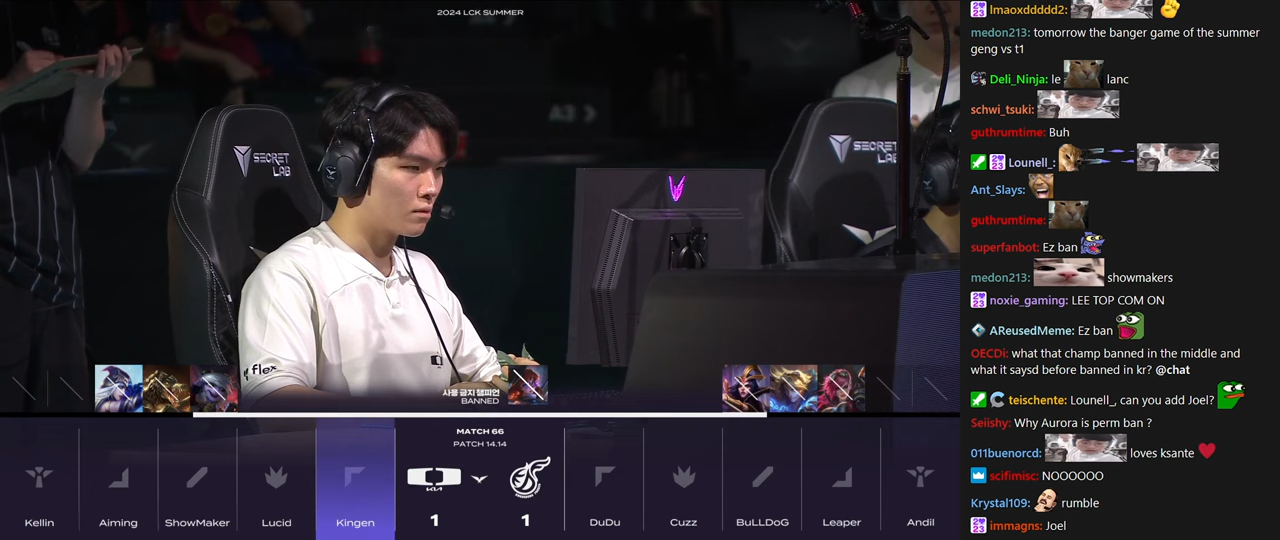 2024 LCK SUMMER
A3
SECRET
LAB
SECRET
LAB
flex
사용 금지 챔피언
BANNED
MATCH 66
PATCH 14.14
KIA
1
1
Kellin
Aiming
ShowMaker
Lucid
Kingen
DuDu
Cuzz
BuLLDoG
Leaper
Andil
lmaoxddddd2:
medon213: tomorrow the banger game of the summer
geng vs t1
Deli_Ninja: le lanc
schwi_tsuki:
guthrumtime: Buh
Lounell_:
Ant_Slays:
guthrumtime:
superfanbot: Ez ban
medon213: showmakers
noxie_gaming: LEE TOP COM ON
AReusedMeme: Ez ban
OECDi: what that champ banned in the middle and
what it saysd before banned in kr? @chat
teischente: Lounell_, can you add Joel?
Seiishy: Why Aurora is perm ban ?
011buenorcd: loves ksante
scifimisc: NOOOOOO
Krystal109: rumble
immagns: Joel